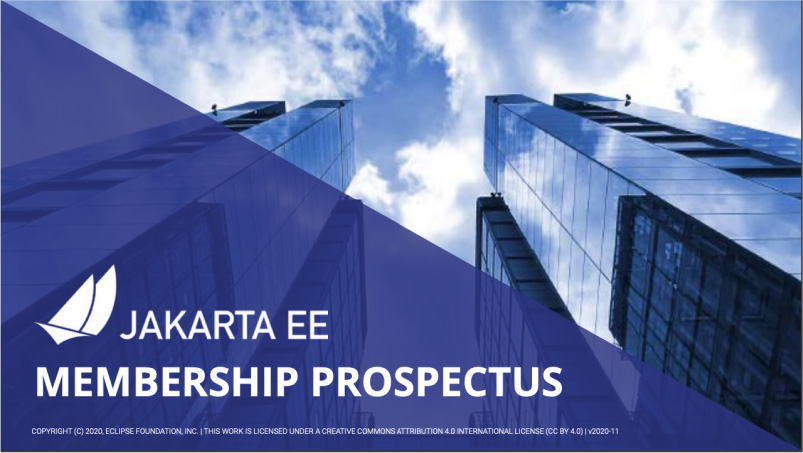 JAKARTA EE
MEMBERSHIP PROSPECTUS
COPYRIGHT (C) 2020, ECLIPSE FOUNDATION, INC. | THIS WORK IS LICENSED UNDER A CREATIVE COMMONS ATTRIBUTION 4.0 INTERNATIONAL LICENSE (CC BY 4.0) | v2020-11